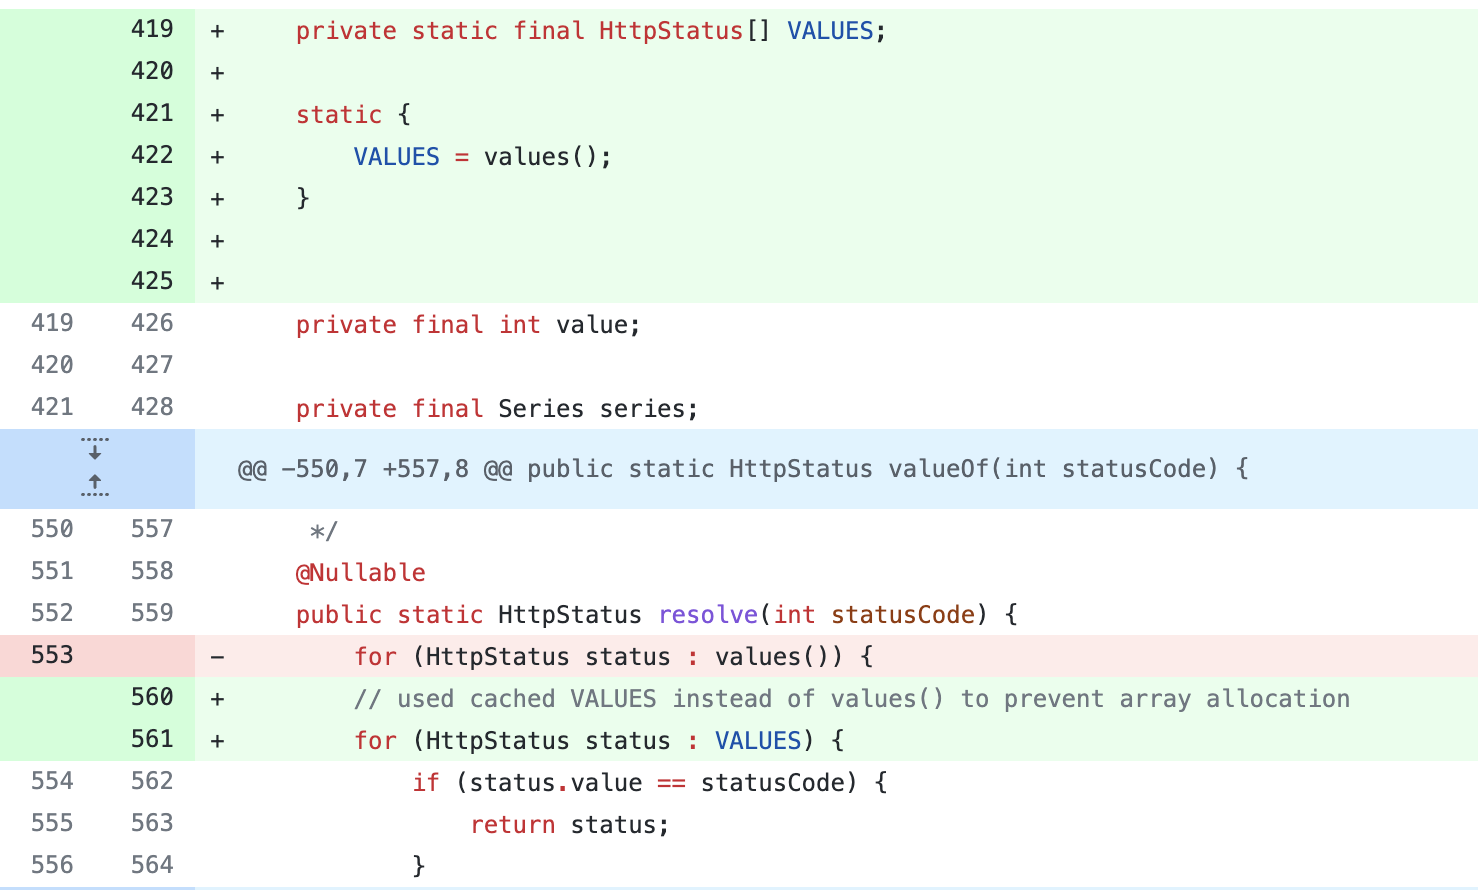 419 + private static final HttpStatus[] VALUES;
420 +
421 + static {
422 + VALUES = values();
423 + }
424 +
425 +
419 426 private final int value;
420 427
421 428 private final Series series;
@@ -550,7 +557,8 @@ public static HttpStatus valueOf(int statusCode) {
550 557 */
551 558 @Nullable
552 559 public static HttpStatus resolve(int statusCode) {
553 - for (HttpStatus status : values()) {
560 + // used cached VALUES instead of values() to prevent array allocation
561 + for (HttpStatus status : VALUES) {
554 562 if (status.value == statusCode) {
555 563 return status;
556 564 }